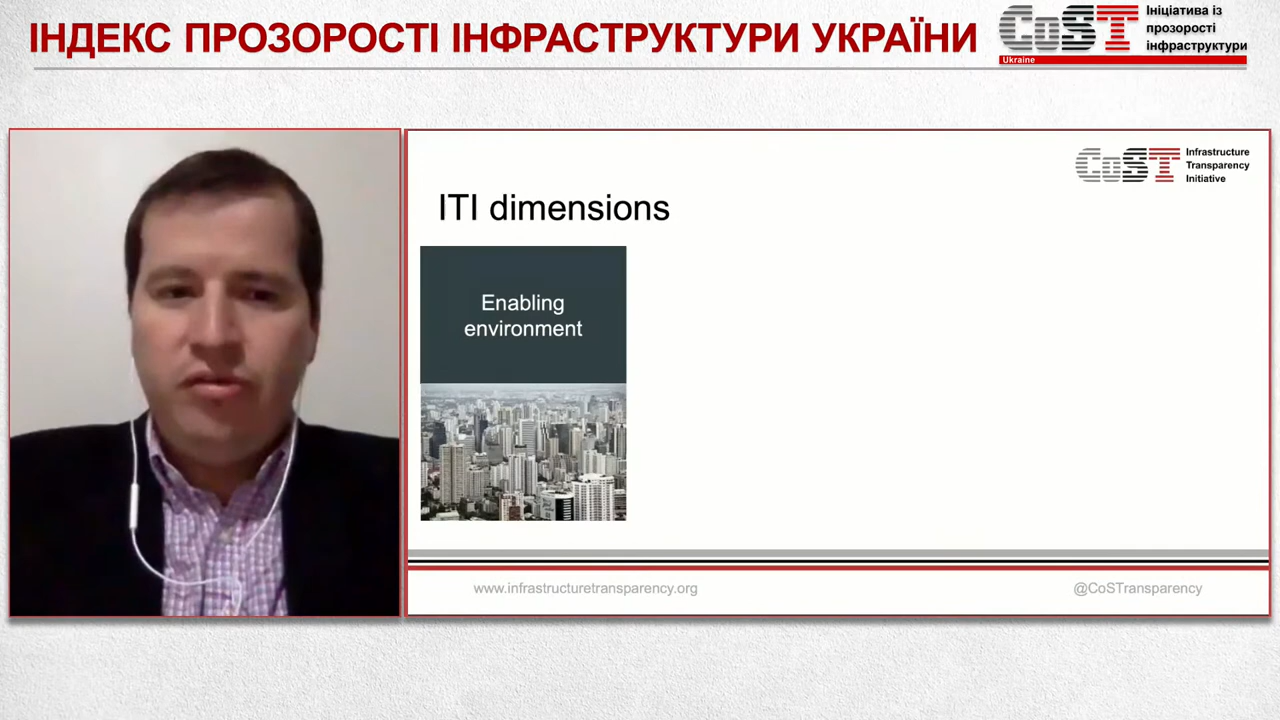 ІНДЕКС ПРОЗОРОСТІ ІНФРАСТРУКТУРИ УКРАЇНИ
CoST
Ukraine
Ініціатива із
прозорості
інфраструктури
CoST
Infrastructure
Transparency
Initiative
ITI dimensions
Enabling
environment
www.infrastructuretransparency.org
@CoSTransparency